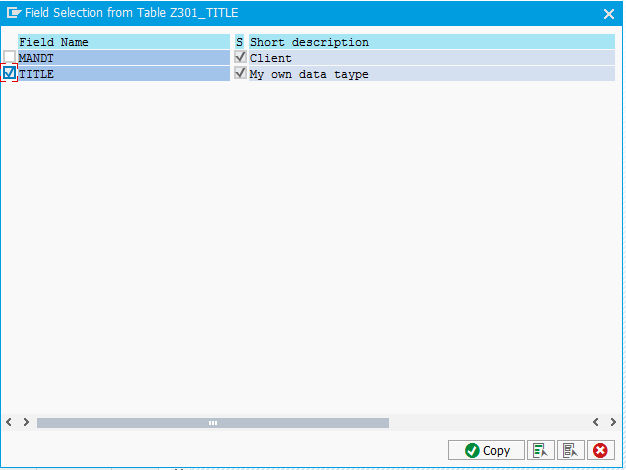 Field Selection from Table Z301_TITLE
Field Name S Short description
MANDT Client
TITLE My own data taype
Copy